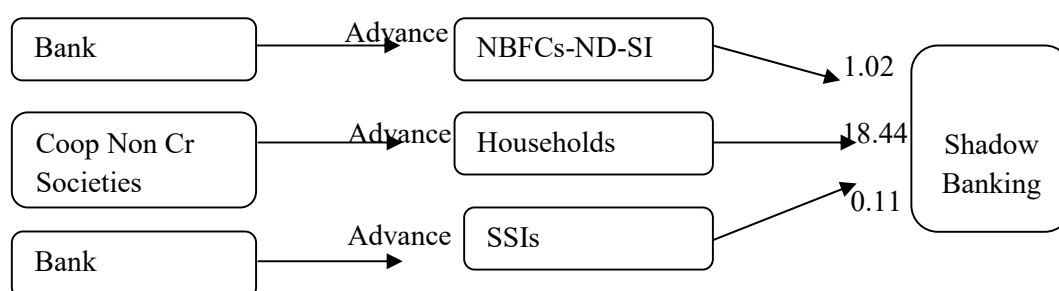 Bank
Advance
NBFCs-ND-SI
1.02
Coop Non Cr
Societies
Advance
Households
18.44
Shadow
Banking
Bank
Advance
SSIs
0.11